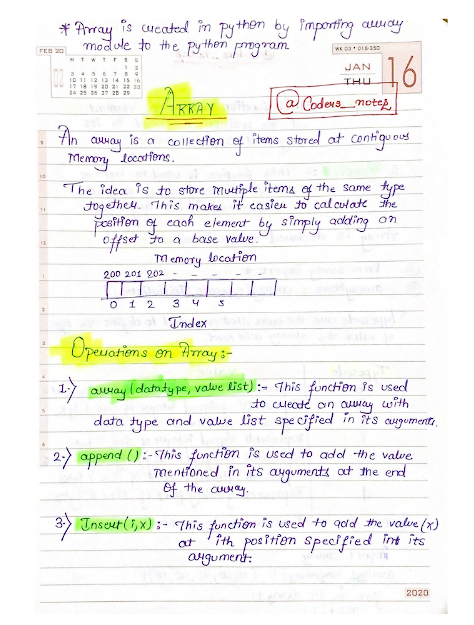 * Array is created in python by importing array
module to the python program
FEB 20
M T W T F S S
1 2
3 4 5 6 7 8 9
10 11 12 13 14 15 16
17 18 19 20 21 22 23
24 25 26 27 28 29
WK 03 • 016-350
JAN
THU
16
ARRAY
@Coders_notes
An array is a collection of items stored at contiguous
Memory locations.
The idea is to store multiple items of the same type
together. This makes it easier to calculate the
position of each element by simply adding an
offset to a base value.
Memory location
200 201 202 - - - - -
0 1 2 3 4 5
Index
Operations on Array:-
1.) array(datatype, value list) :- This function is used
to create an array with
data type and value list specified in its arguments.
2.) append () :- This function is used to add the value
mentioned in its arguments at the end
Of the array.
3.) Insert(i,x) :- This function is used to add the value(x)
at ith position specified int its
argument.
2020